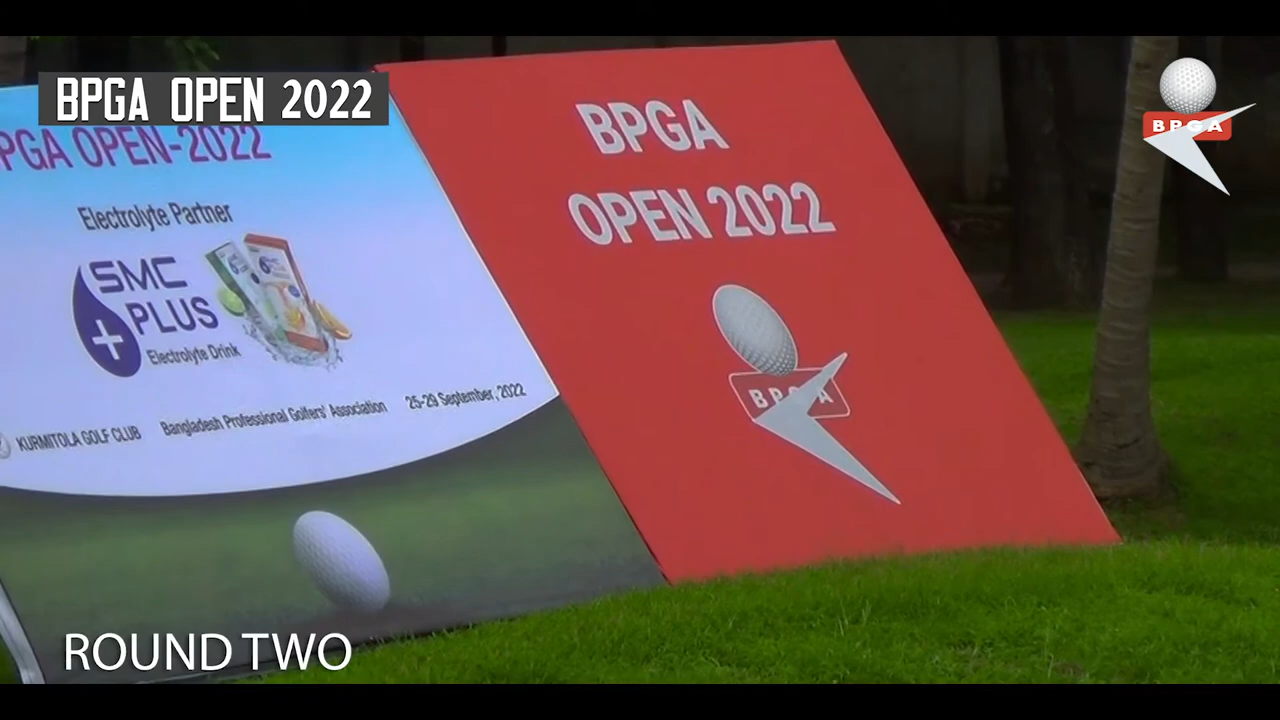 BPGA OPEN 2022
BPGA
PGA OPEN-2022
Electrolyte Partner
SMC
PLUS
Electrolyte Drink
KURMITOLA GOLF CLUB
Bangladesh Professional Golfers' Association
25-29 September, 2022
BPGA
OPEN 2022
BPGA
ROUND TWO